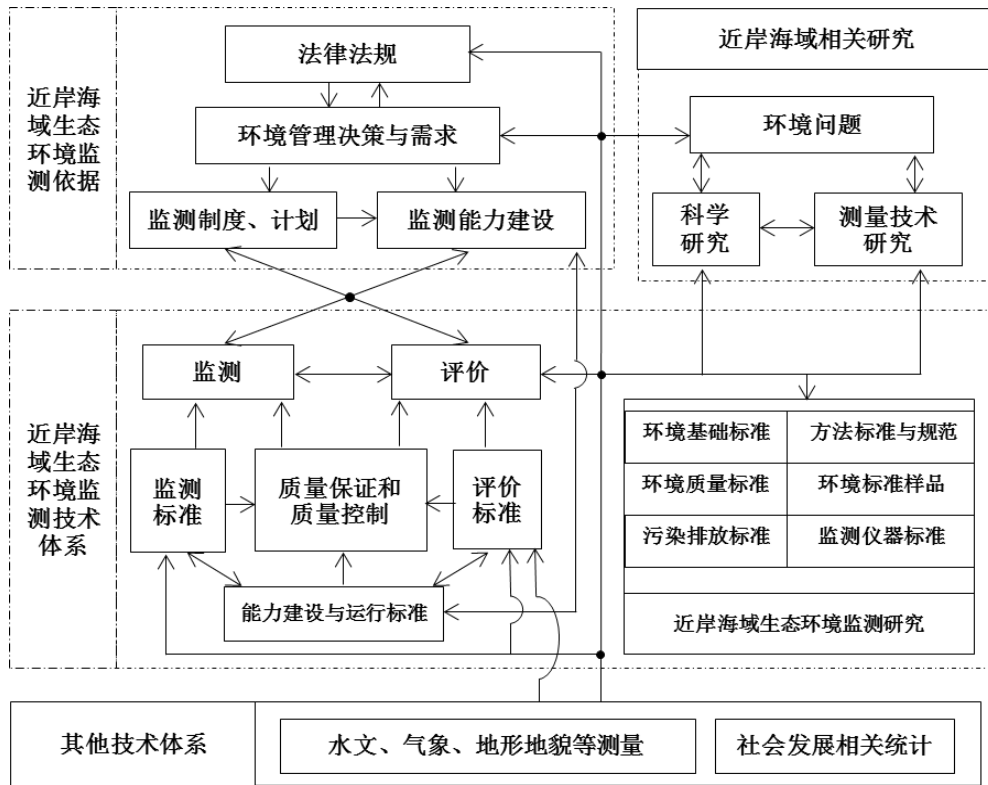 近岸海
域生态
环境监
测依据
法律法规
环境管理决策与需求
监测制度、计划
监测能力建设
近岸海域相关研究
环境问题
科学
研究
测量技术
研究
近岸海
域生态
环境监
测技术
体系
监测
评价
监测
标准
质量保证和
质量控制
评价
标准
能力建设与运行标准
环境基础标准
方法标准与规范
环境质量标准
环境标准样品
污染排放标准
监测仪器标准
近岸海域生态环境监测研究
其他技术体系
水文、气象、地形地貌等测量
社会发展相关统计